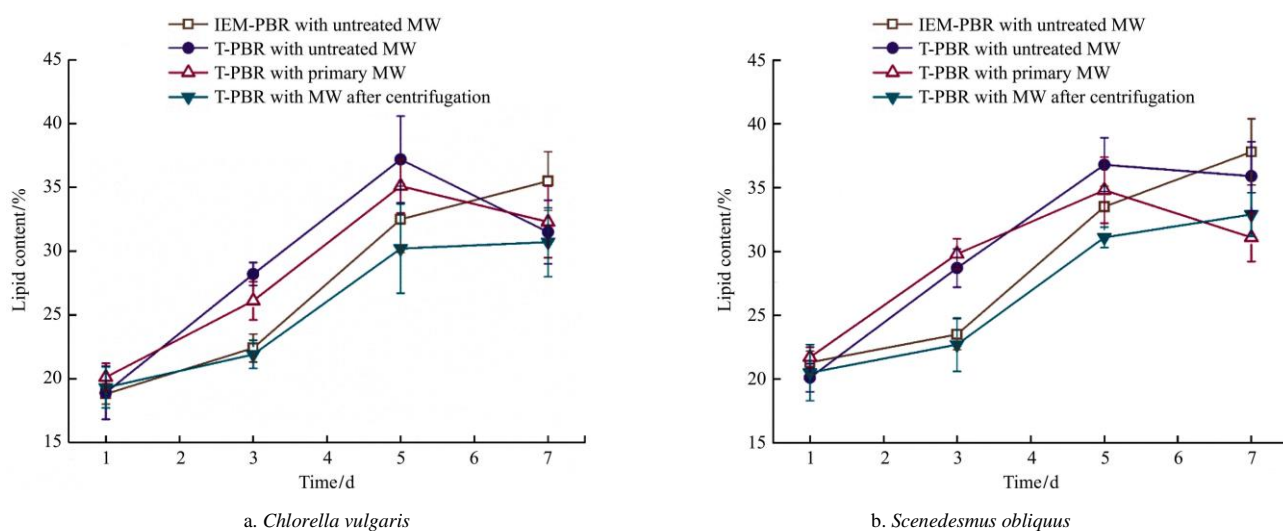 IEM-PBR with untreated MW
T-PBR with untreated MW
T-PBR with primary MW
T-PBR with MW after centrifugation
45
40
35
30
25
20
15
Lipid content/%
1 2 3 4 5 6 7
Time/d
a. Chlorella vulgaris
IEM-PBR with untreated MW
T-PBR with untreated MW
T-PBR with primary MW
T-PBR with MW after centrifugation
45
40
35
30
25
20
15
Lipid content/%
1 2 3 4 5 6 7
Time/d
b. Scenedesmus obliquus